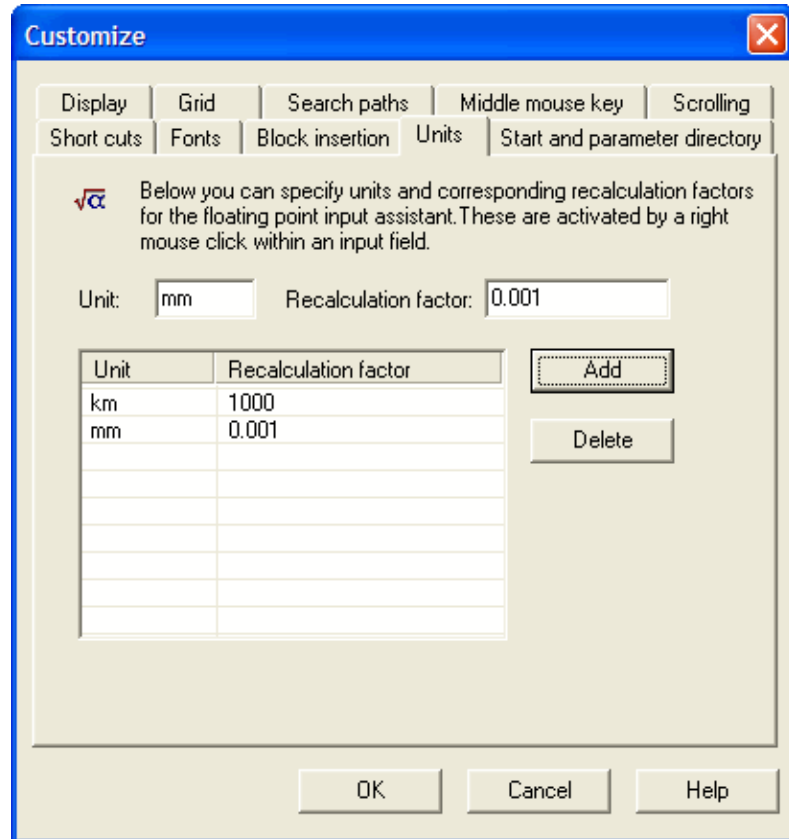 Customize
Display Grid Search paths Middle mouse key Scrolling
Short cuts Fonts Block insertion Units Start and parameter directory
√α Below you can specify units and corresponding recalculation factors
for the floating point input assistant.These are activated by a right
mouse click within an input field.
Unit: mm Recalculation factor: 0.001
Unit Recalculation factor Add
km 1000
mm 0.001 Delete
OK Cancel Help